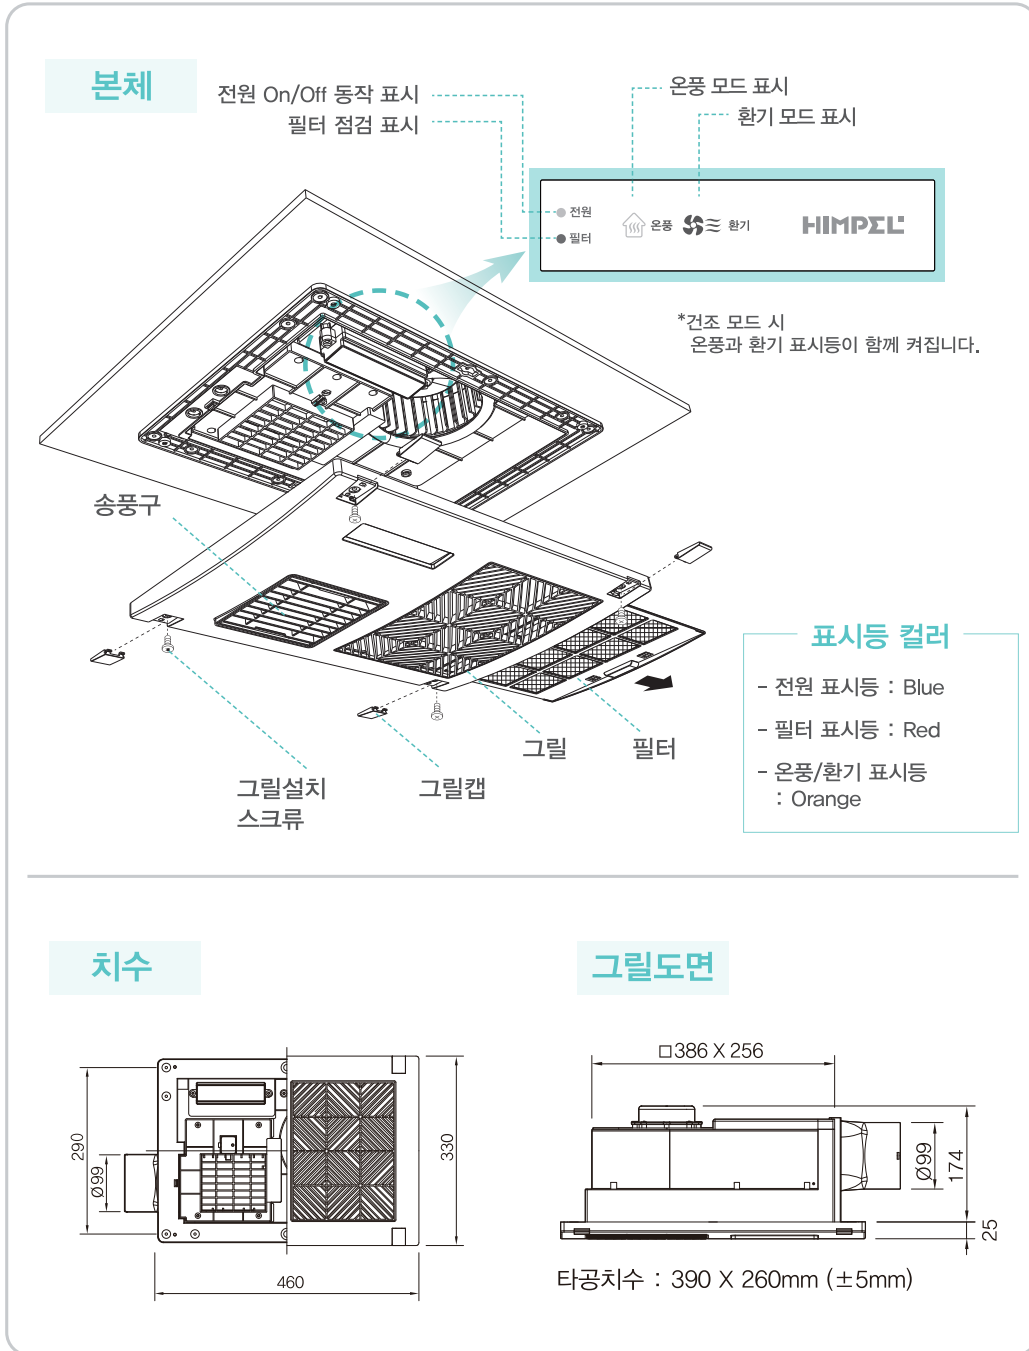 본체
전원 On/Off 동작 표시
필터 점검 표시
온풍 모드 표시
환기 모드 표시
전원
필터
온풍
환기
HIMPEL
*건조 모드 시
온풍과 환기 표시등이 함께 켜집니다.
송풍구
그릴설치
스크류
그릴캡
그릴
필터
표시등 컬러
- 전원 표시등 : Blue
- 필터 표시등 : Red
- 온풍/환기 표시등
: Orange
치수
290
Ø99
330
460
그릴도면
□386 X 256
Ø99
174
25
타공치수 : 390 X 260mm (±5mm)